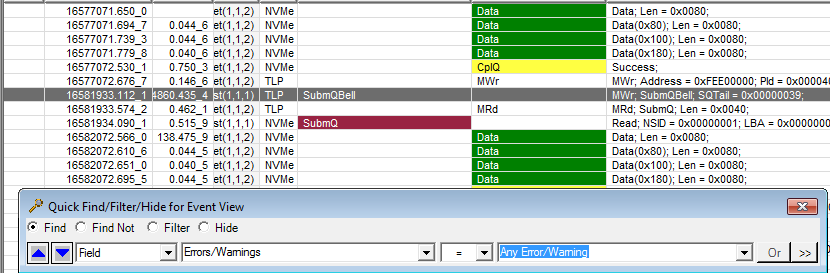 16577071.650_0 et(1,1,2) NVMe Data Data; Len = 0x0080;
16577071.694_7 0.044_6 et(1,1,2) NVMe Data Data(0x80); Len = 0x0080;
16577071.739_3 0.044_6 et(1,1,2) NVMe Data Data(0x100); Len = 0x0080;
16577071.779_8 0.040_6 et(1,1,2) NVMe Data Data(0x180); Len = 0x0080;
16577072.530_1 0.750_3 et(1,1,2) NVMe CplQ Success;
16577072.676_7 0.146_6 et(1,1,2) TLP MWr MWr; Address = 0xFEE00000; Pld = 0x000040
16581933.112_1 4860.435_4 st(1,1,1) TLP SubmQBell MWr; SubmQBell; SQTail = 0x00000039;
16581933.574_2 0.462_1 et(1,1,2) TLP MRd MRd; SubmQ; Len = 0x0040;
16581934.090_1 0.515_9 st(1,1,1) NVMe SubmQ Read; NSID = 0x00000001; LBA = 0x0000000
16582072.566_0 138.475_9 et(1,1,2) NVMe Data Data; Len = 0x0080;
16582072.610_6 0.044_5 et(1,1,2) NVMe Data Data(0x80); Len = 0x0080;
16582072.651_0 0.040_5 et(1,1,2) NVMe Data Data(0x100); Len = 0x0080;
16582072.695_5 0.044_5 et(1,1,2) NVMe Data Data(0x180); Len = 0x0080;
Quick Find/Filter/Hide for Event View
Find Find Not Filter Hide
Field Errors/Warnings = Any Error/Warning Or >>